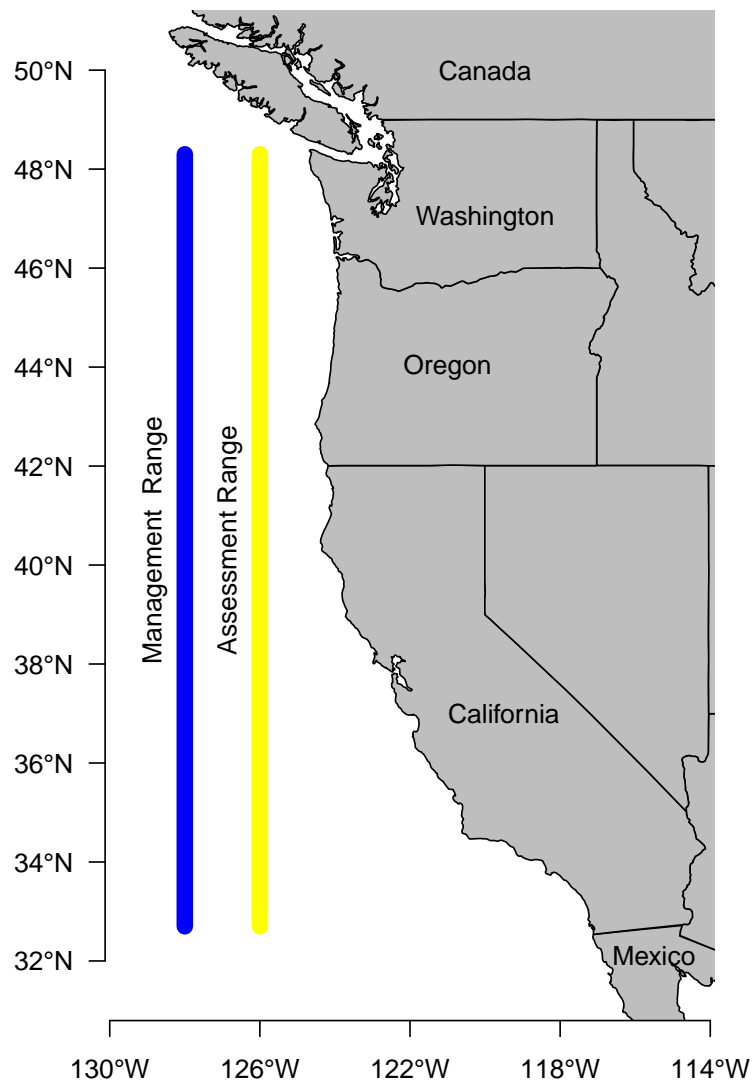 50°N
48°N
46°N
44°N
42°N
40°N
38°N
36°N
34°N
32°N
130°W 126°W 122°W 118°W 114°W
Canada
Washington
Oregon
California
Mexico
Management Range
Assessment Range